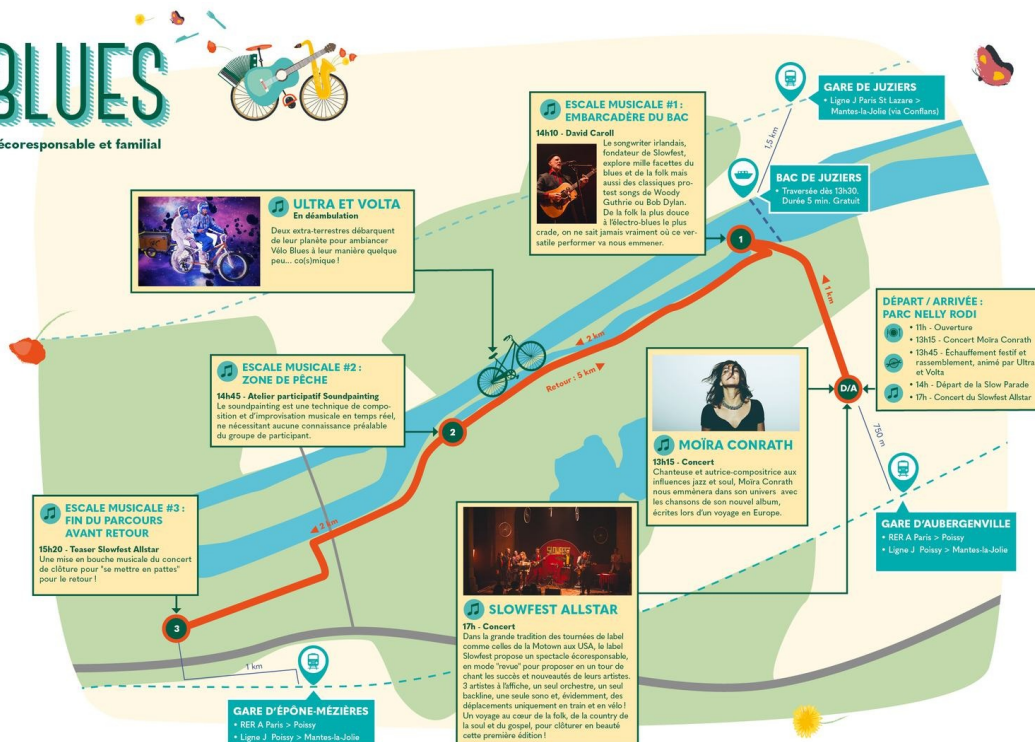 BLUES
écoresponsable et familial
ESCALE MUSICALE #1 :
EMBARCADÈRE DU BAC
14h10 - David Caroll
Le songwriter irlandais,
fondateur de Slowfest,
explore mille facettes du
blues et de la folk mais
aussi des classiques pro-
test songs de Woody
Guthrie ou Bob Dylan.
De la folk la plus douce
à l'électro-blues le plus
crade, on ne sait jamais vraiment où ce ver-
satile performer va nous emmener.
GARE DE JUZIERS
• Ligne J Paris St Lazare >
Mantes-la-Jolie (via Conflans)
1,5 km
BAC DE JUZIERS
• Traversée dès 13h30.
Durée 5 min. Gratuit
ULTRA ET VOLTA
En déambulation
Deux extra-terrestres débarquent
de leur planète pour ambiancer
Vélo Blues à leur manière quelque
peu... co(s)mique !
1
1 km
2 km
Retour : 5 km
DÉPART / ARRIVÉE :
PARC NELLY RODI
• 11h - Ouverture
• 13h15 - Concert Moïra Conrath
• 13h45 - Échauffement festif et
rassemblement, animé par Ultra
et Volta
• 14h - Départ de la Slow Parade
• 17h - Concert du Slowfest Allstar
D/A
750 m
ESCALE MUSICALE #2 :
ZONE DE PÊCHE
14h45 - Atelier participatif Soundpainting
Le soundpainting est une technique de compo-
sition et d'improvisation musicale en temps réel,
ne nécessitant aucune connaissance préalable
du groupe de participant.
2
MOÏRA CONRATH
13h15 - Concert
Chanteuse et autrice-compositrice aux
influences jazz et soul, Moïra Conrath
nous emmènera dans son univers avec
les chansons de son nouvel album,
écrites lors d'un voyage en Europe.
GARE D'AUBERGENVILLE
• RER A Paris > Poissy
• Ligne J Poissy > Mantes-la-Jolie
ESCALE MUSICALE #3 :
FIN DU PARCOURS
AVANT RETOUR
15h20 - Teaser Slowfest Allstar
Une mise en bouche musicale du concert
de clôture pour "se mettre en pattes"
pour le retour !
2 km
3
1 km
SLOWFEST
SLOWFEST ALLSTAR
17h - Concert
Dans la grande tradition des tournées de label
comme celles de la Motown aux USA, le label
Slowfest propose un spectacle écoresponsable,
en mode "revue" pour proposer en un tour de
chant les succès et nouveautés de leurs artistes.
3 artistes à l'affiche, un seul orchestre, un seul
backline, une seule sono et, évidemment, des
déplacements uniquement en train et en vélo !
Un voyage au cœur de la folk, de la country de
la soul et du gospel, pour clôturer en beauté
cette première édition !
GARE D'ÉPÔNE-MÉZIÈRES
• RER A Paris > Poissy
• Ligne J Poissy > Mantes-la-Jolie